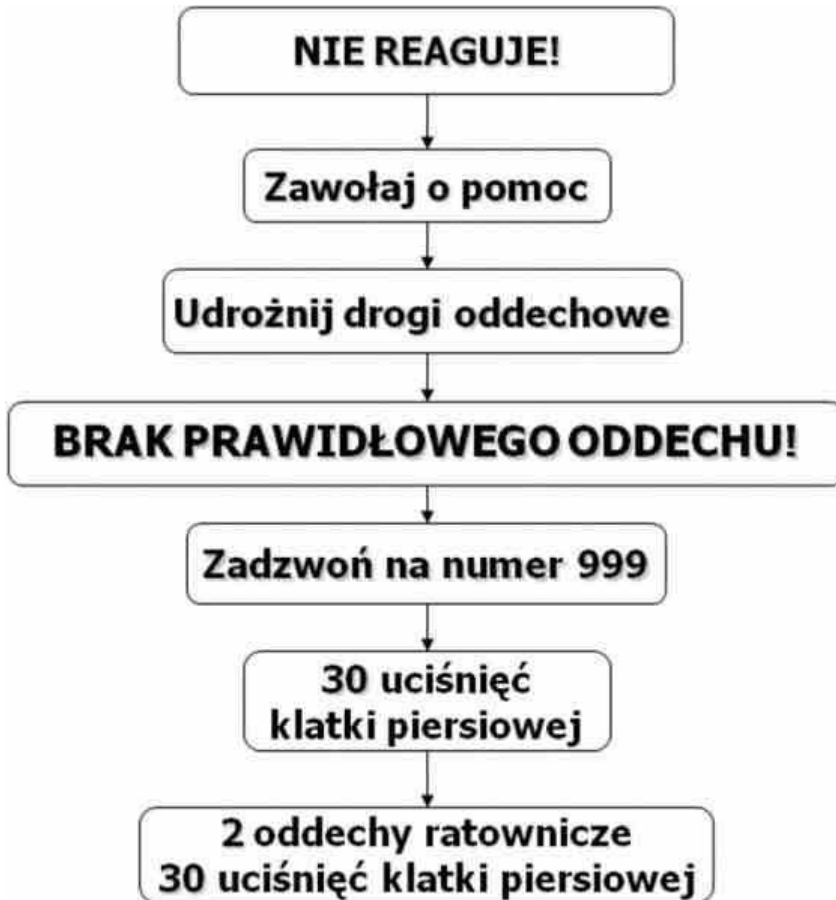 NIE REAGUJE!
Zawołaj o pomoc
Udrożnij drogi oddechowe
BRAK PRAWIDŁOWEGO ODDECHU!
Zadzwoń na numer 999
30 uciśnięć
klatki piersiowej
2 oddechy ratownicze
30 uciśnięć klatki piersiowej